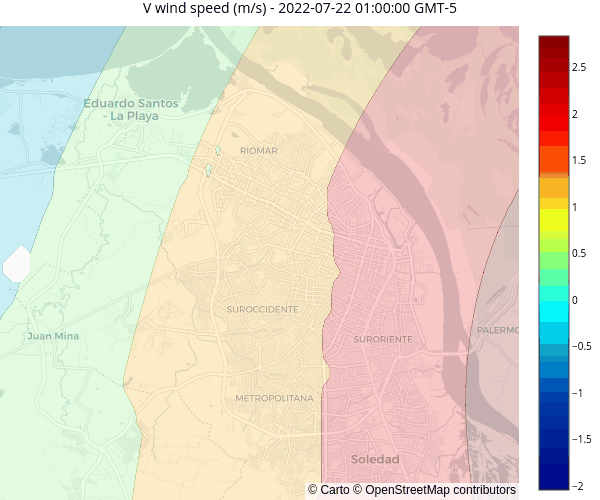 V wind speed (m/s) - 2022-07-22 01:00:00 GMT-5
Eduardo Santos
- La Playa
RIOMAR
SUROCCIDENTE
Juan Mina
SURORIENTE
PALERMO
METROPOLITANA
Soledad
© Carto © OpenStreetMap contributors
2.5
2
1.5
1
0.5
0
−0.5
−1
−1.5
−2